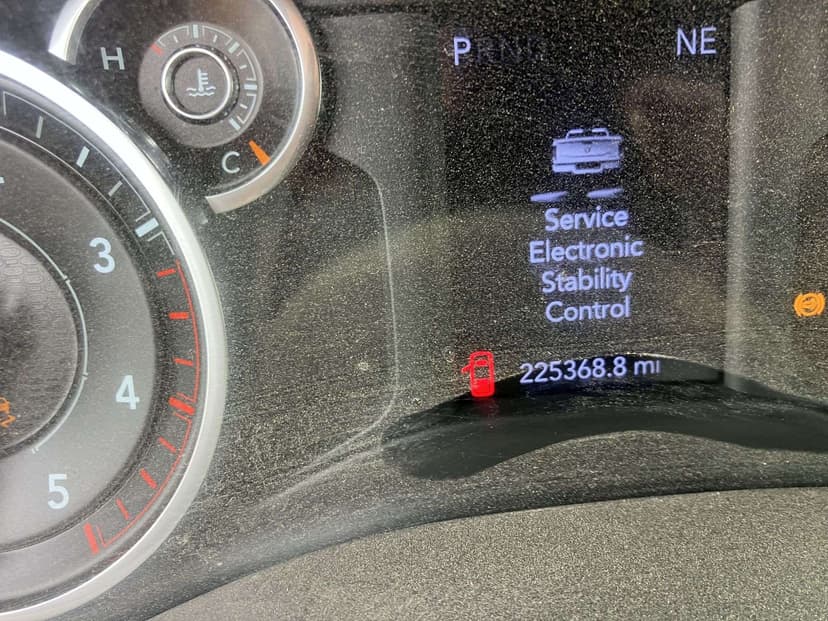 PRND
NE
H
C
3
4
5
Service
Electronic
Stability
Control
225368.8 mi